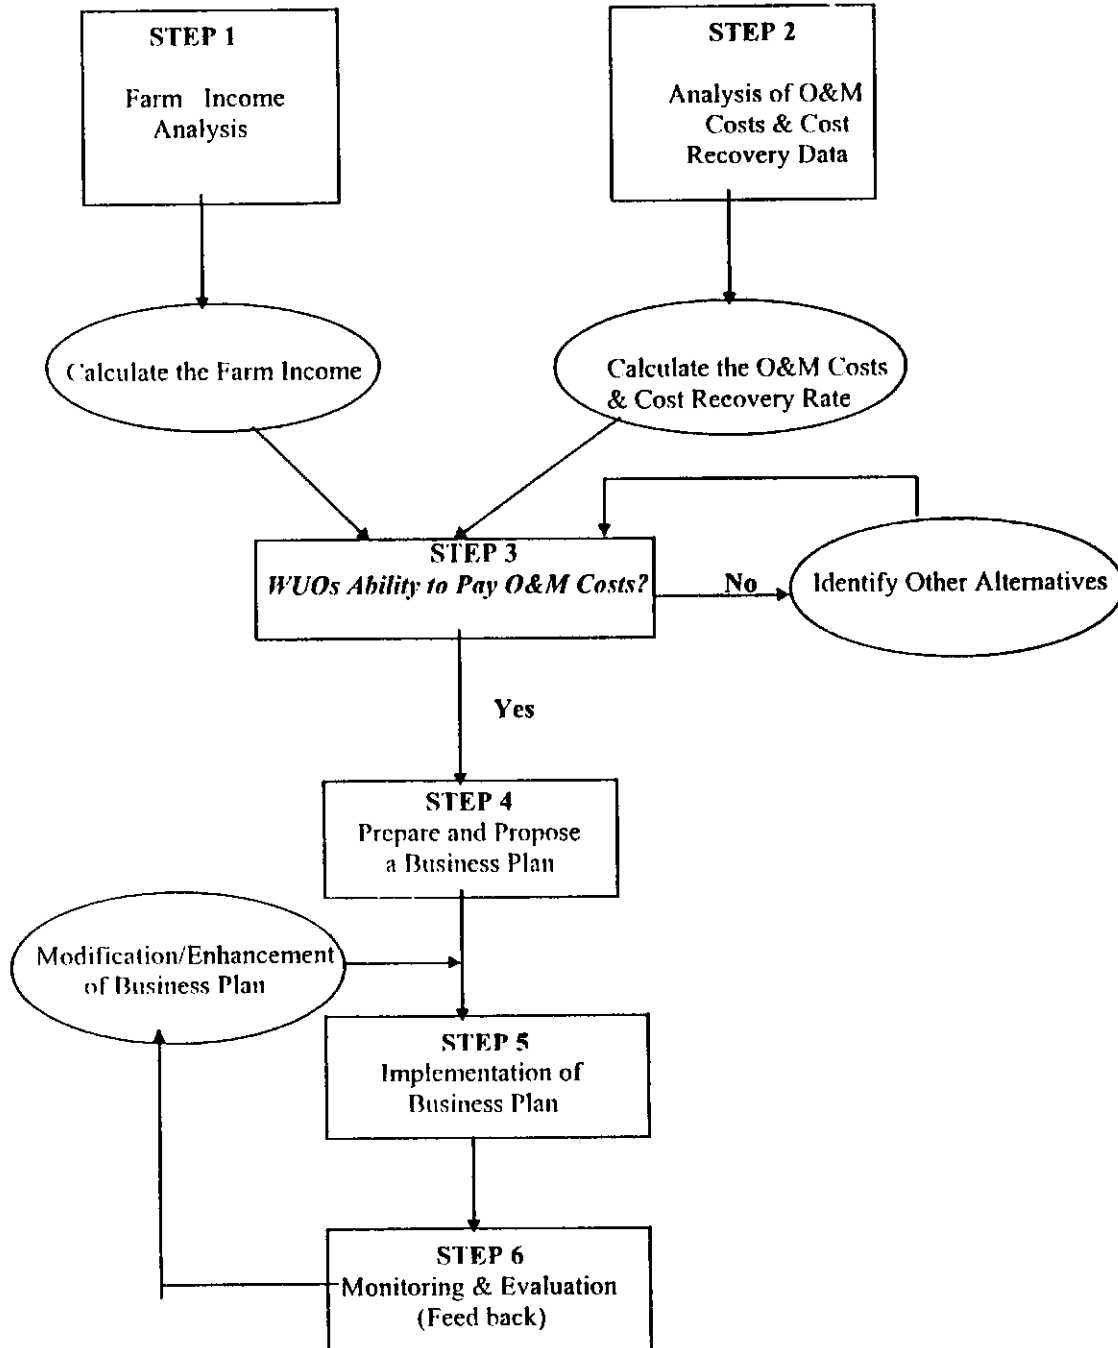 STEP 1
Farm Income
Analysis
STEP 2
Analysis of O&M
Costs & Cost
Recovery Data
Calculate the Farm Income
Calculate the O&M Costs
& Cost Recovery Rate
STEP 3
WUOs Ability to Pay O&M Costs?
No
Identify Other Alternatives
Yes
STEP 4
Prepare and Propose
a Business Plan
Modification/Enhancement
of Business Plan
STEP 5
Implementation of
Business Plan
STEP 6
Monitoring & Evaluation
(Feed back)